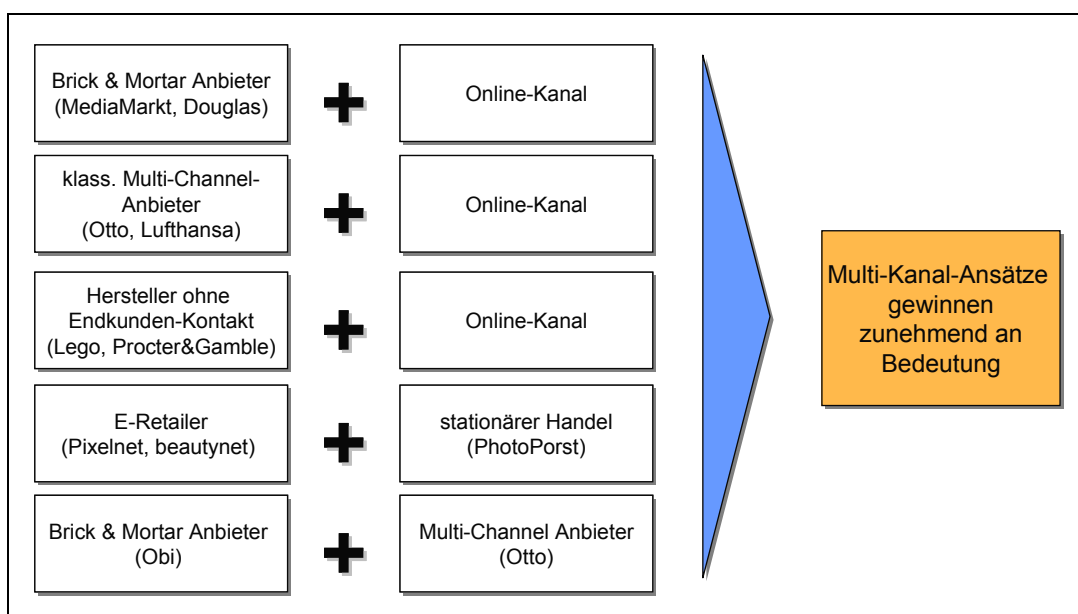 Brick & Mortar Anbieter
(MediaMarkt, Douglas)
Online-Kanal
klass. Multi-Channel-
Anbieter
(Otto, Lufthansa)
Online-Kanal
Hersteller ohne
Endkunden-Kontakt
(Lego, Procter&Gamble)
Online-Kanal
E-Retailer
(Pixelnet, beautynet)
stationärer Handel
(PhotoPorst)
Brick & Mortar Anbieter
(Obi)
Multi-Channel Anbieter
(Otto)
Multi-Kanal-Ansätze
gewinnen
zunehmend an
Bedeutung